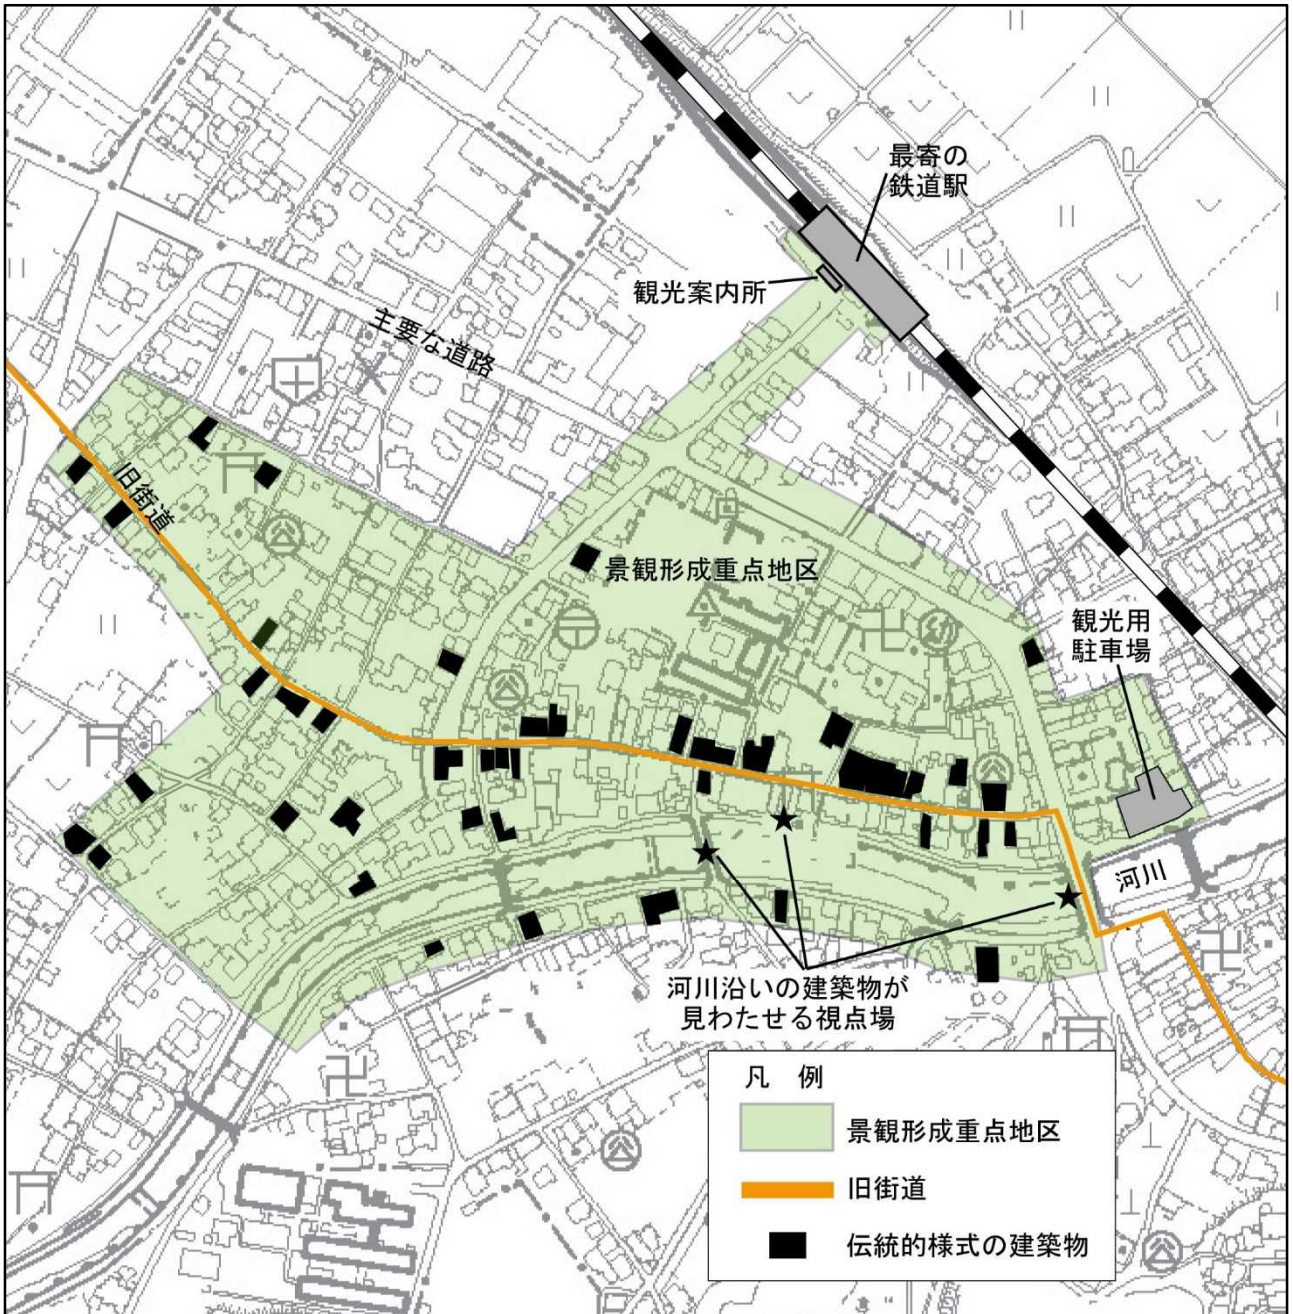 最寄の
鉄道駅
観光案内所
主要な道路
旧街道
景観形成重点地区
観光用
駐車場
河川
河川沿いの建築物が
見わたせる視点場
凡 例
景観形成重点地区
旧街道
伝統的様式の建築物